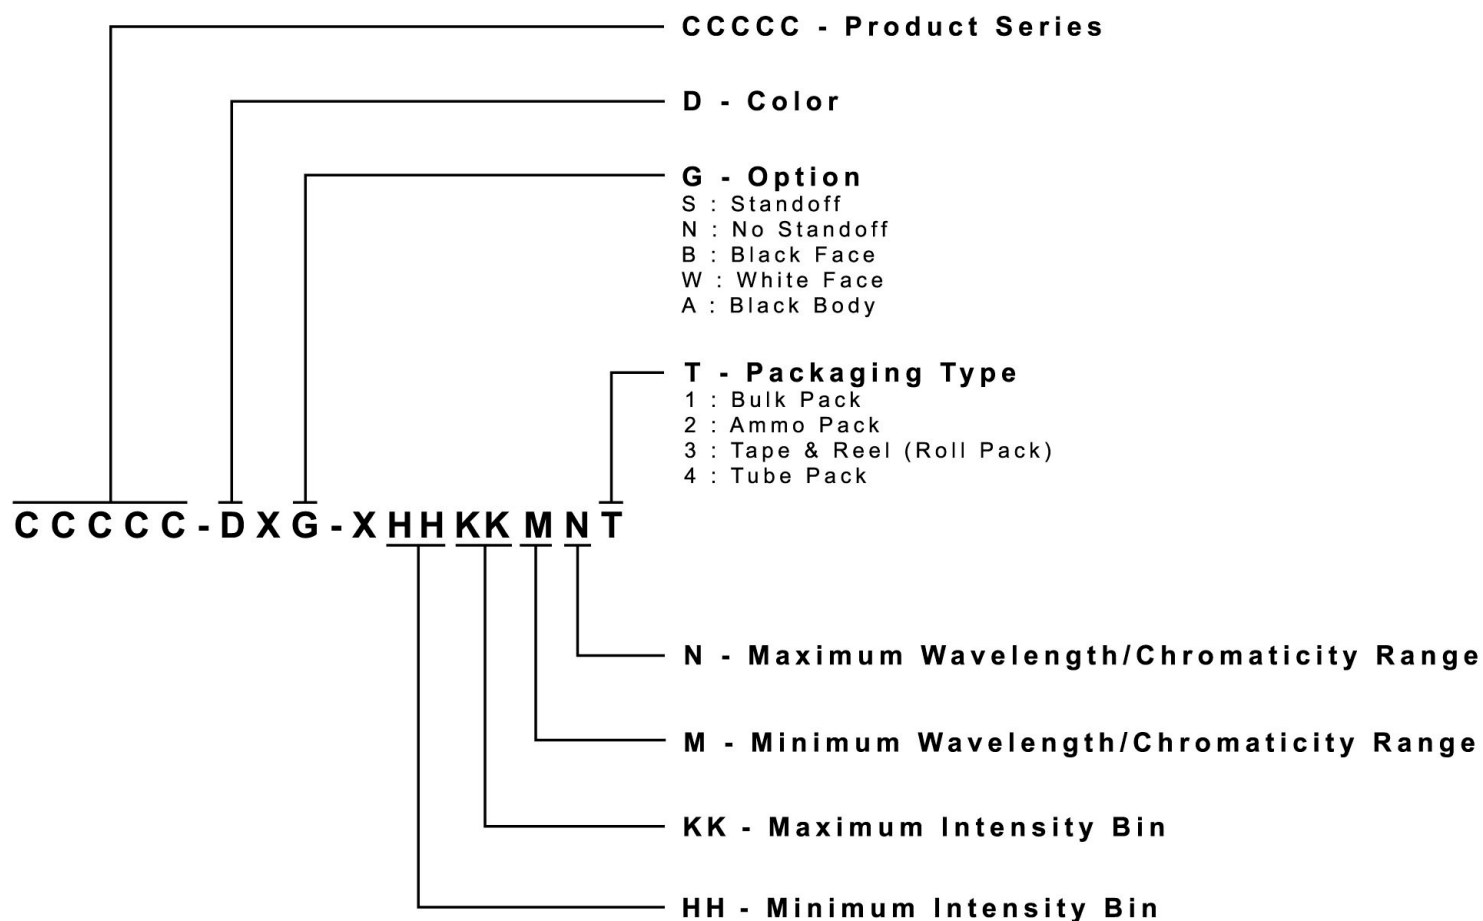 CCCCC - Product Series
D - Color
G - Option
S : Standoff
N : No Standoff
B : Black Face
W : White Face
A : Black Body
T - Packaging Type
1 : Bulk Pack
2 : Ammo Pack
3 : Tape & Reel (Roll Pack)
4 : Tube Pack
CCCCC-DXG-XHHKKMNT
N - Maximum Wavelength/Chromaticity Range
M - Minimum Wavelength/Chromaticity Range
KK - Maximum Intensity Bin
HH - Minimum Intensity Bin